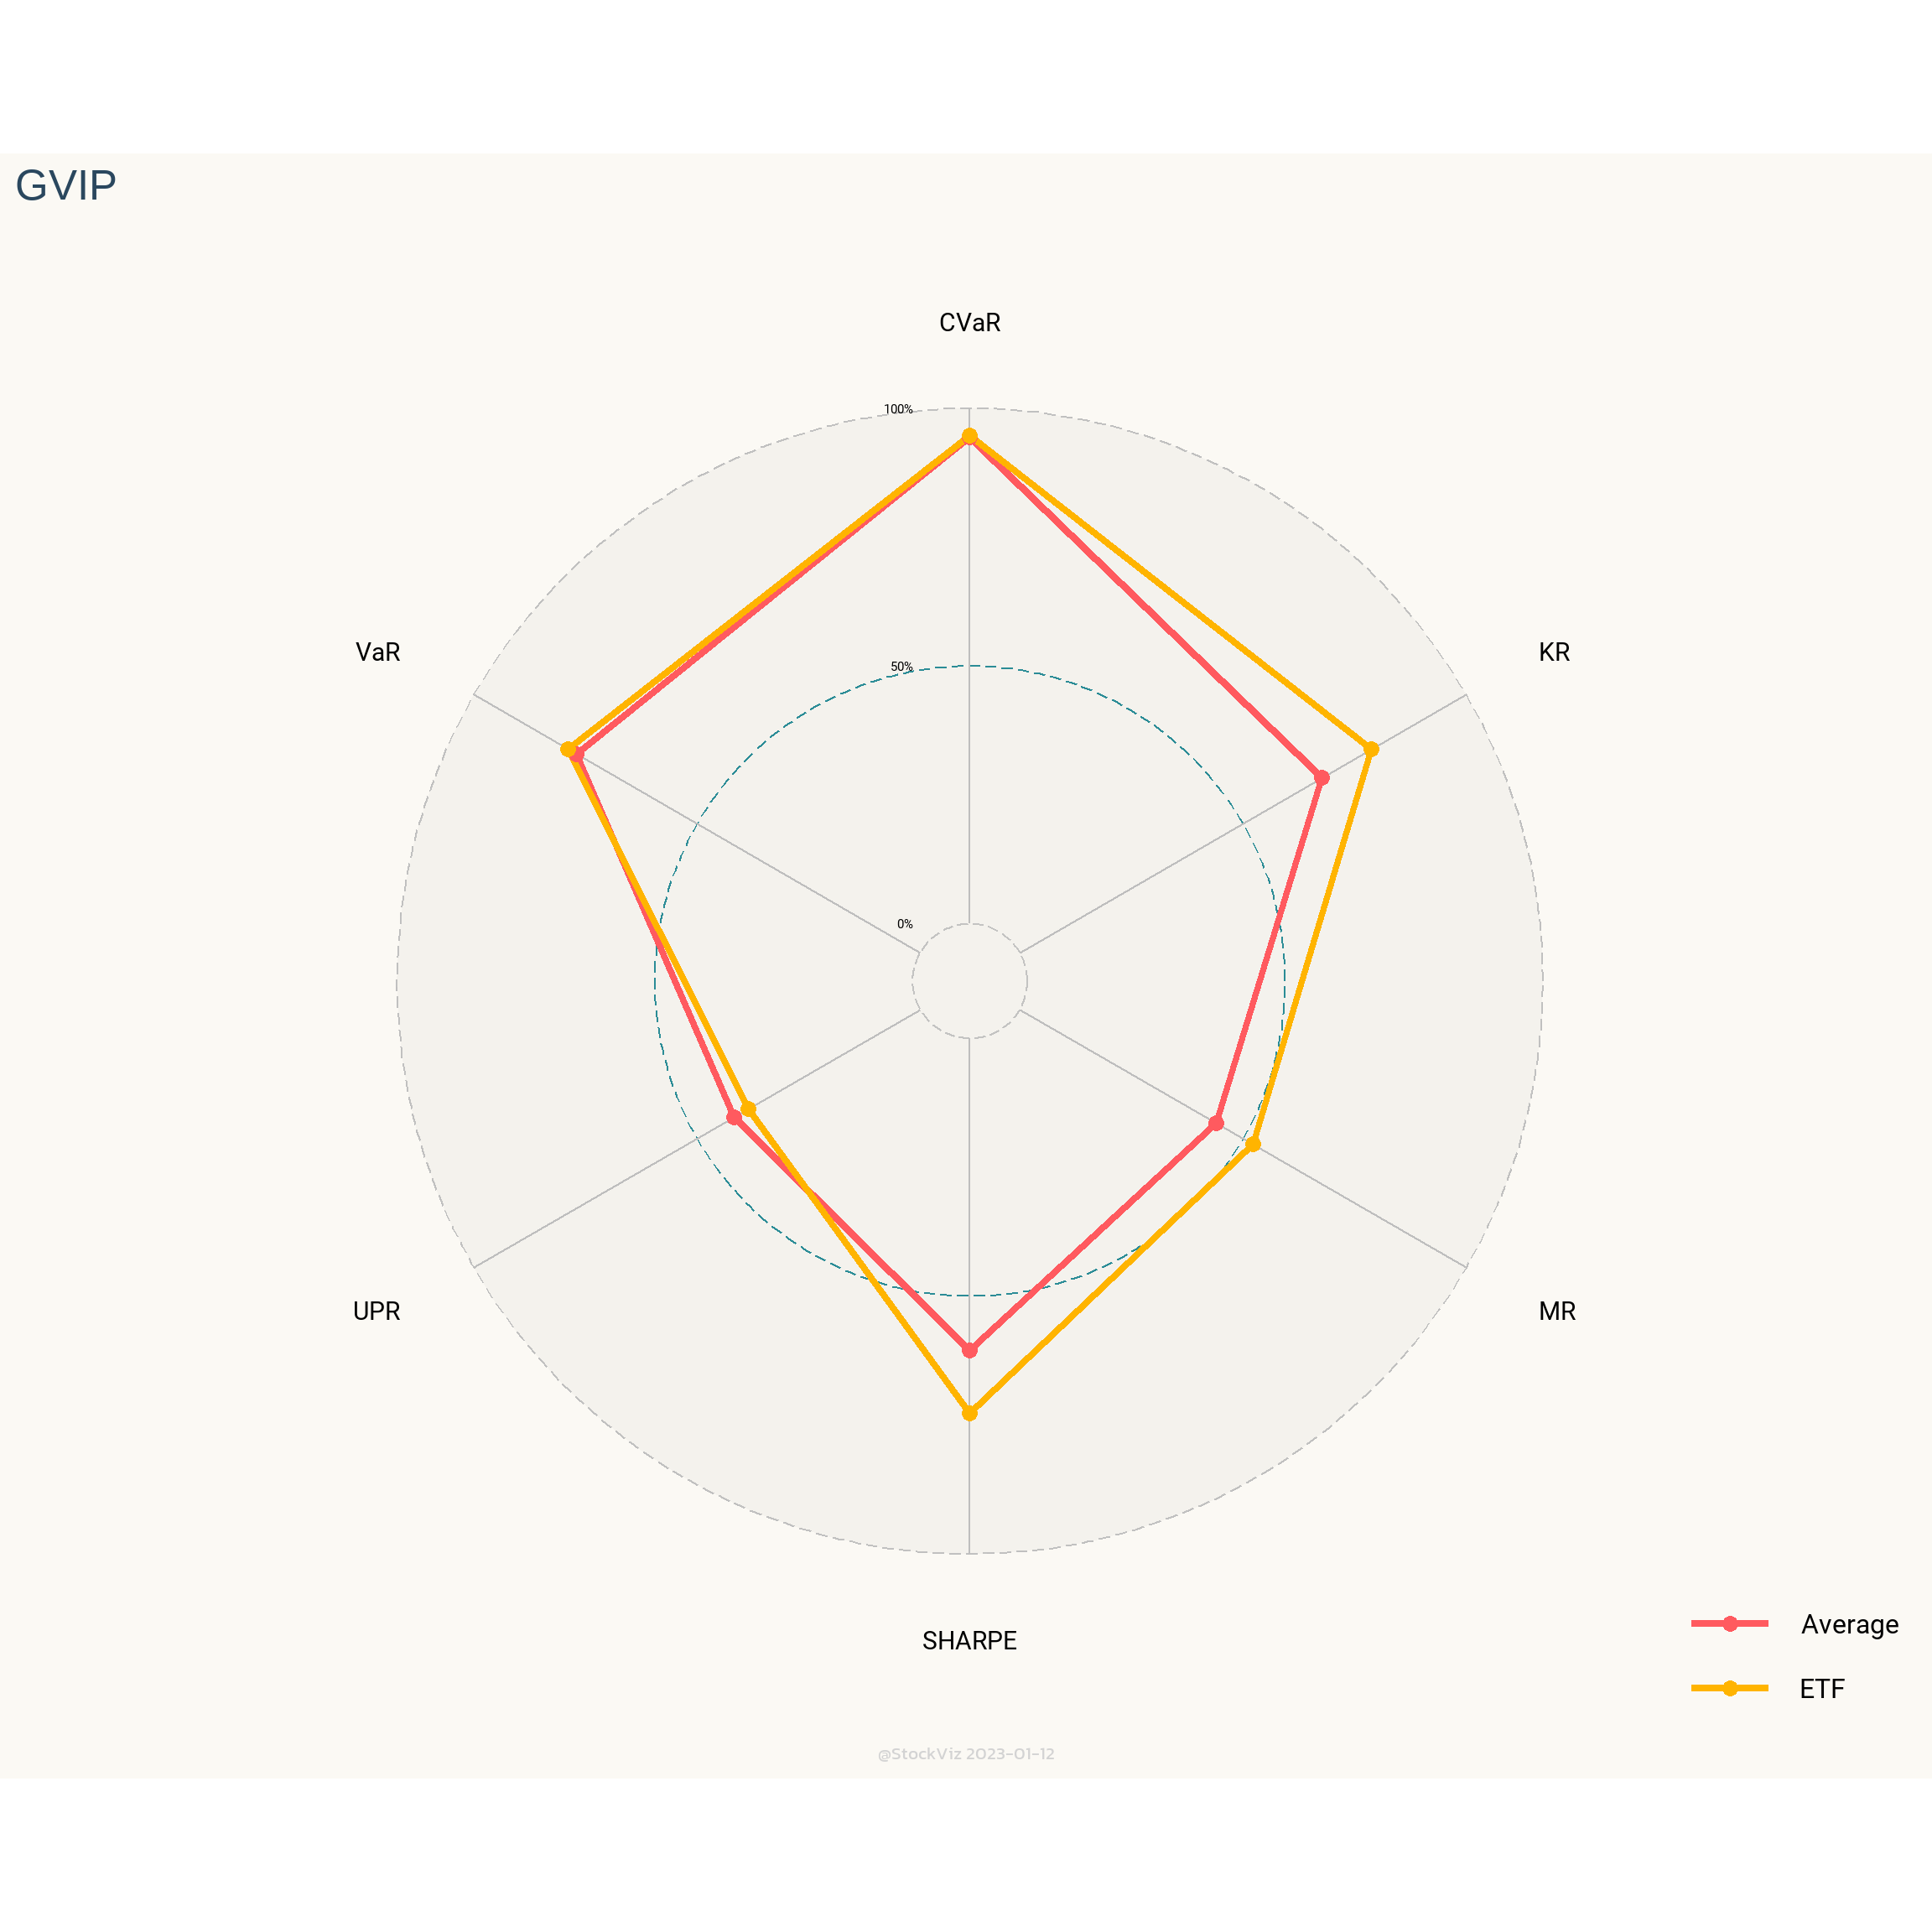 GVIP
CVaR
100%
KR
VaR
50%
0%
UPR
MR
SHARPE
Average
ETF
@StockViz 2023-01-12